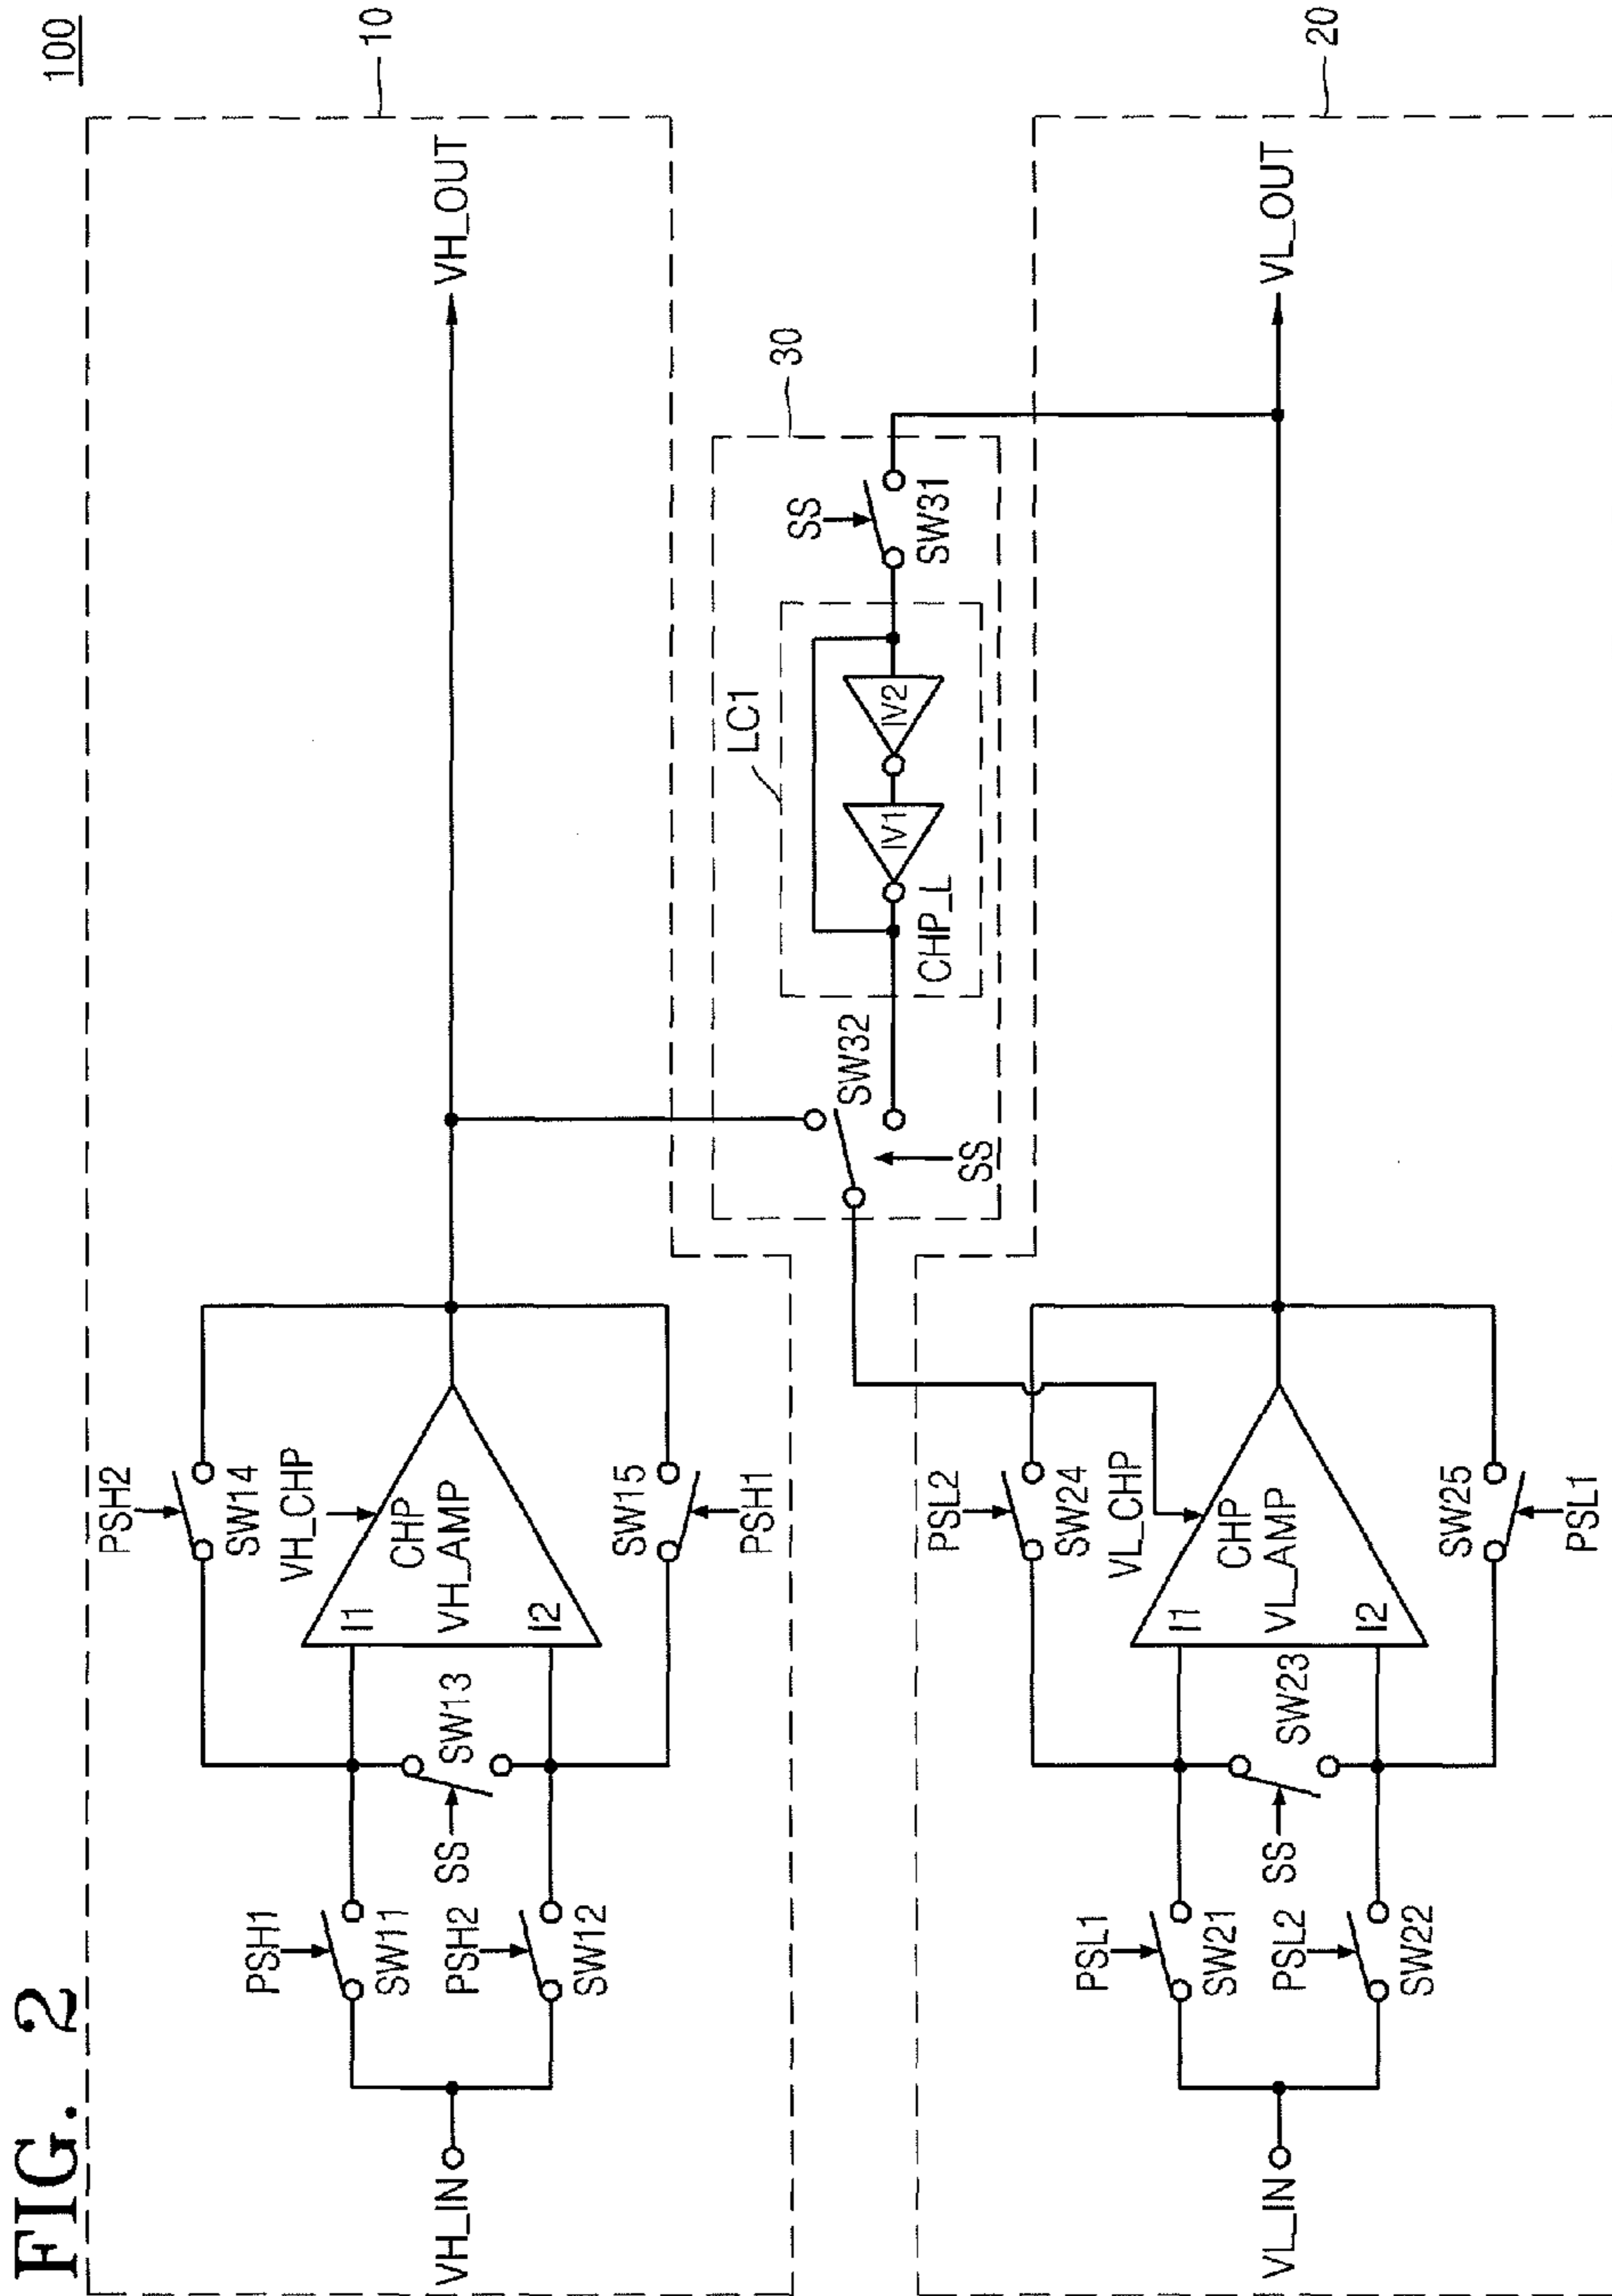 FIG. 2
100
10
VH_IN
PSH1
SW11
PSH2
SW12
SS
SW13
PSH2
SW14
VH_CHP
I1
CHP
VH_AMP
I2
SW15
PSH1
VH_OUT
30
SW32
SS
LC1
CHP_L
IV1
IV2
SS
SW31
20
VL_IN
PSL1
SW21
PSL2
SW22
SS
SW23
PSL2
SW24
VL_CHP
I1
CHP
VL_AMP
I2
SW25
PSL1
VL_OUT